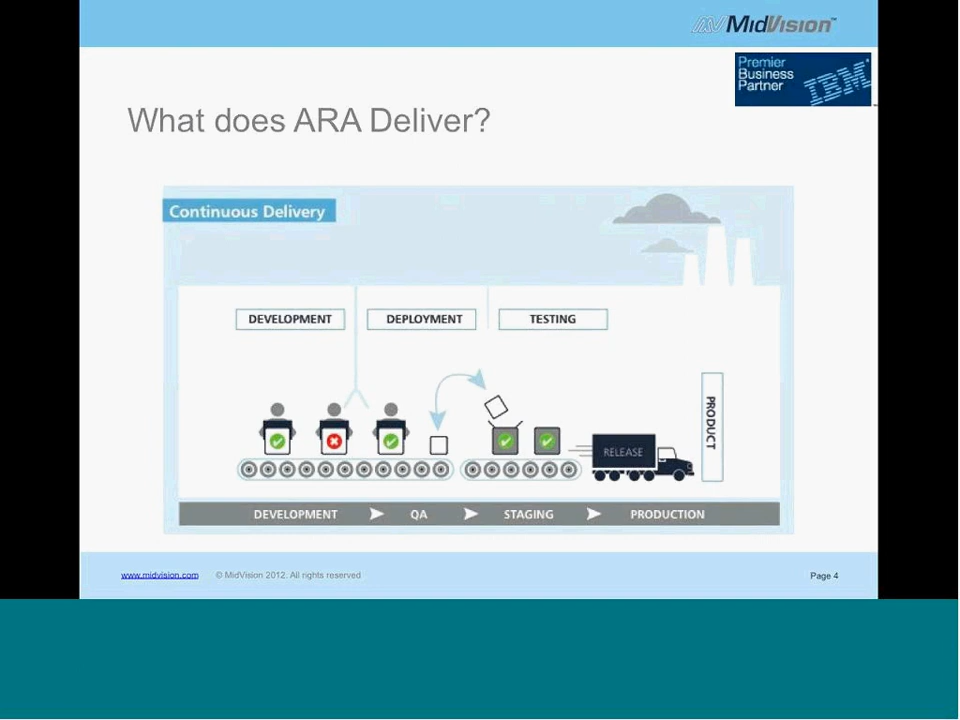 MidVision™
Premier
Business
Partner
IBM®
What does ARA Deliver?
Continuous Delivery
DEVELOPMENT
DEPLOYMENT
TESTING
PRODUCT
RELEASE
DEVELOPMENT
QA
STAGING
PRODUCTION
www.midvision.com
© MidVision 2012. All rights reserved
Page 4